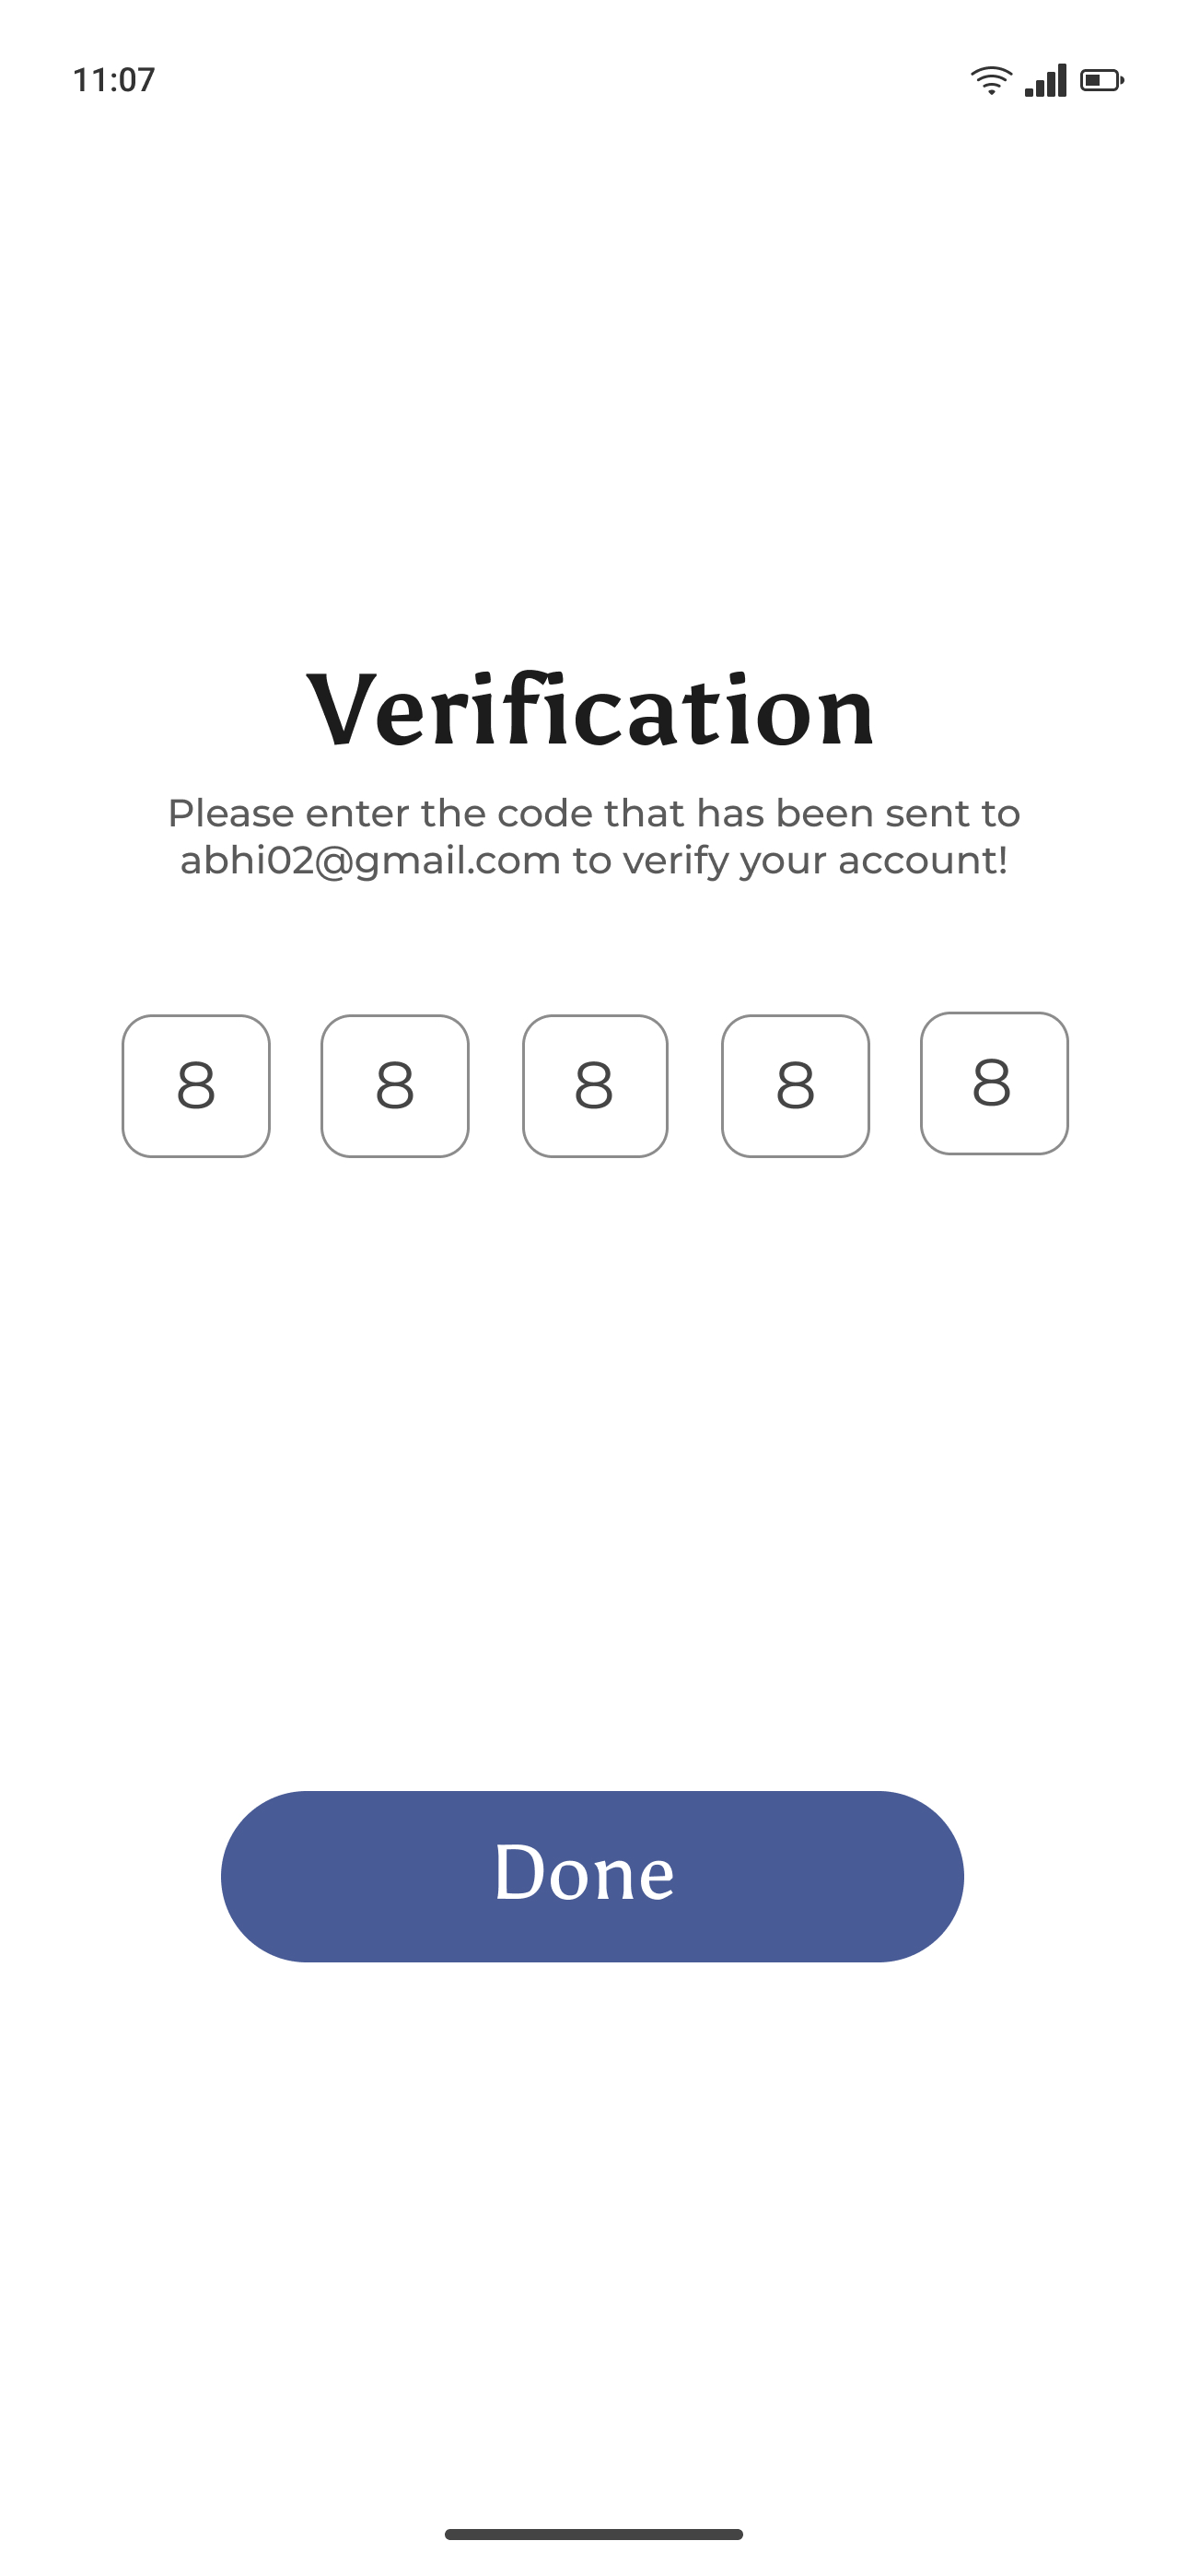 11:07
Verification
Please enter the code that has been sent to
abhi02@gmail.com to verify your account!
8 8 8 8 8
Done